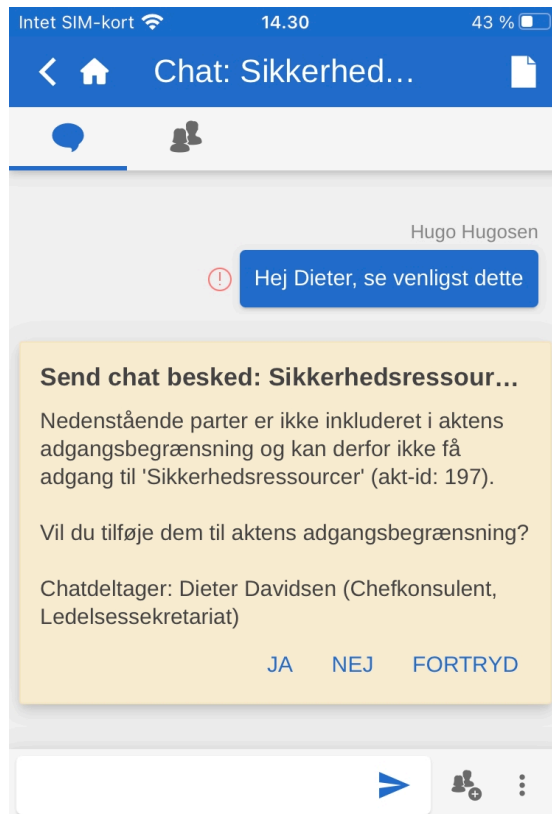 Intet SIM-kort 14.30 43 %
Chat: Sikkerhed...
Hugo Hugosen
Hej Dieter, se venligst dette
Send chat besked: Sikkerhedsressour...
Nedenstående parter er ikke inkluderet i aktens
adgangsbegrænsning og kan derfor ikke få
adgang til 'Sikkerhedsressourcer' (akt-id: 197).
Vil du tilføje dem til aktens adgangsbegrænsning?
Chatdeltager: Dieter Davidsen (Chefkonsulent,
Ledelsessekretariat)
JA NEJ FORTRYD